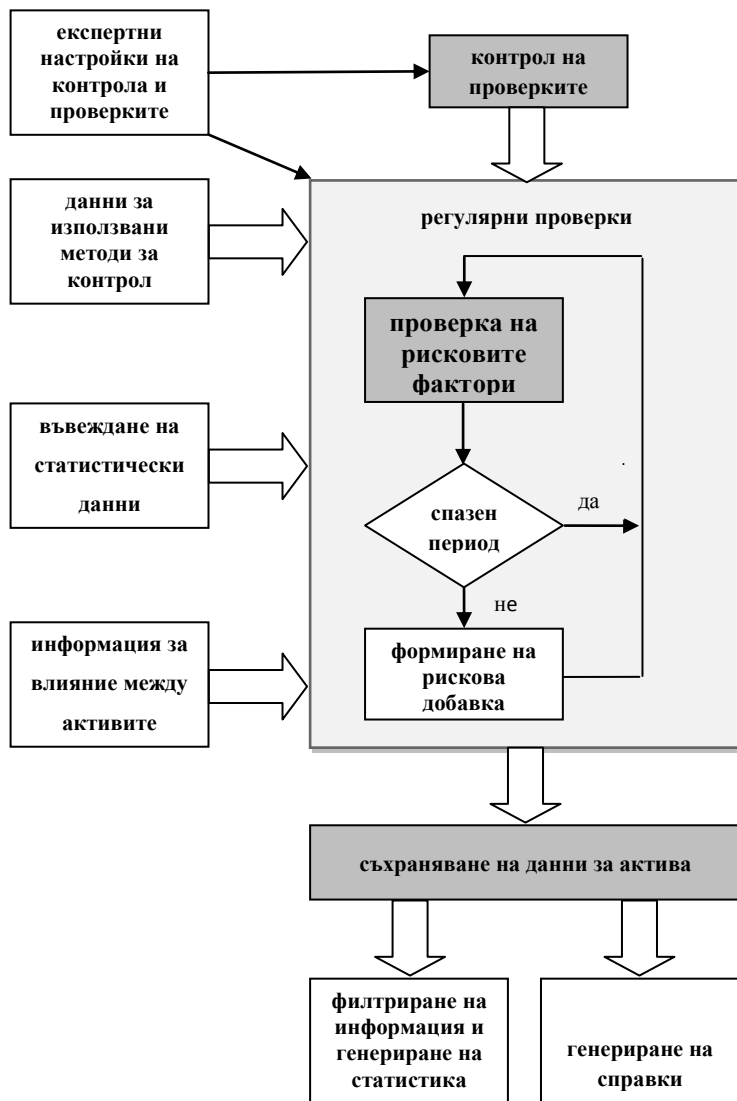 експертни
настройки на
контрола и
проверките
контрол на
проверките
данни за
използвани
методи за
контрол
регулярни проверки
проверка на
рисковите
фактори
въвеждане на
статистически
данни
спазен
период
да
не
информация за
влияние между
активите
формиране на
рискова
добавка
съхраняване на данни за актива
филтриране на
информация и
генериране на
статистика
генериране на
справки